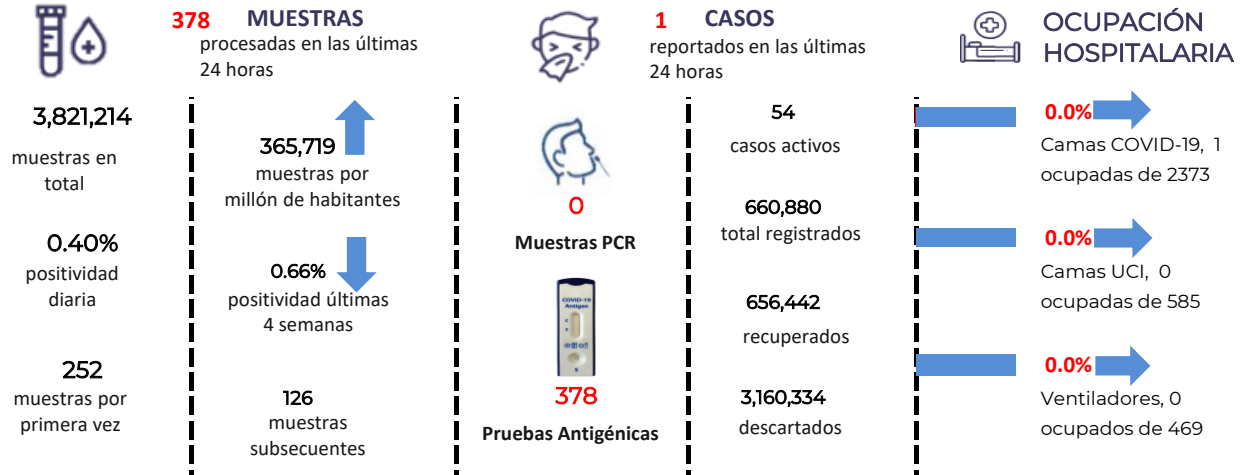 378 MUESTRAS
procesadas en las últimas
24 horas
1 CASOS
reportados en las últimas
24 horas
OCUPACIÓN
HOSPITALARIA
3,821,214
muestras en
total
0.40%
positividad
diaria
252
muestras por
primera vez
365,719
muestras por
millón de habitantes
0.66%
positividad últimas
4 semanas
126
muestras
subsecuentes
0
Muestras PCR
COVID-19
Antigen
C
T
S
378
Pruebas Antigénicas
54
casos activos
660,880
total registrados
656,442
recuperados
3,160,334
descartados
0.0%
Camas COVID-19, 1
ocupadas de 2373
0.0%
Camas UCI, 0
ocupadas de 585
0.0%
Ventiladores, 0
ocupados de 469